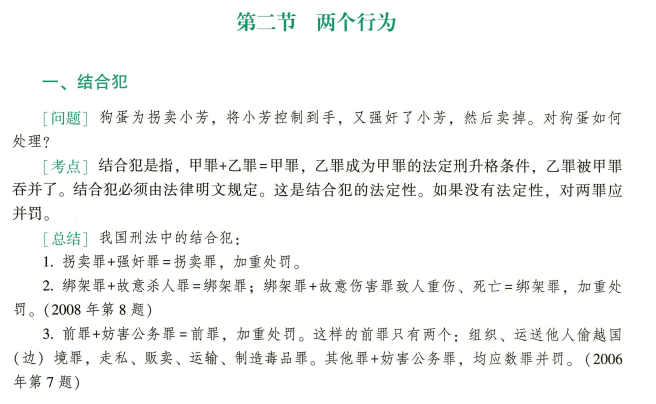 第二节 两个行为
一、结合犯
［问题］狗蛋为拐卖小芳，将小芳控制到手，又强奸了小芳，然后卖掉。对狗蛋如何
处理？
［考点］结合犯是指，甲罪+乙罪=甲罪，乙罪成为甲罪的法定刑升格条件，乙罪被甲罪
吞并了。结合犯必须由法律明文规定。这是结合犯的法定性。如果没有法定性，对两罪应
并罚。
［总结］我国刑法中的结合犯：
1. 拐卖罪+强奸罪=拐卖罪，加重处罚。
2. 绑架罪+故意杀人罪=绑架罪；绑架罪+故意伤害罪致人重伤、死亡=绑架罪，加重处
罚。（2008 年第 8 题）
3. 前罪+妨害公务罪=前罪，加重处罚。这样的前罪只有两个：组织、运送他人偷越国
（边）境罪，走私、贩卖、运输、制造毒品罪。其他罪+妨害公务罪，均应数罪并罚。（2006
年第 7 题）